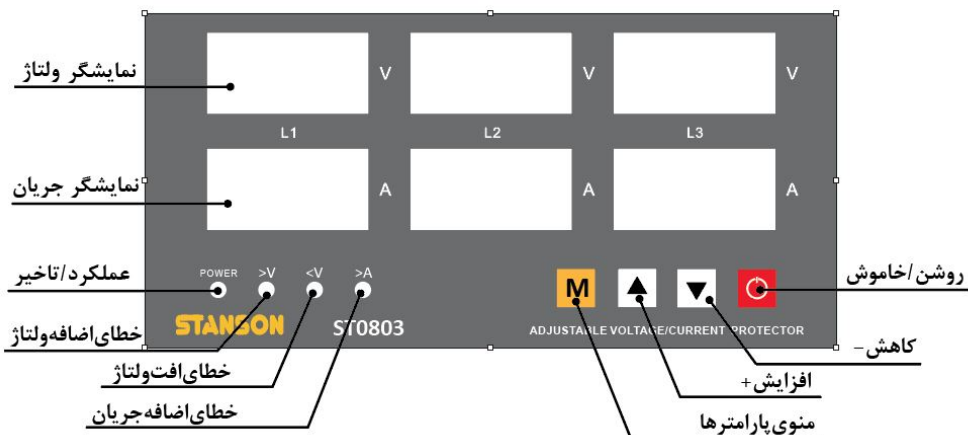 نمایشگر ولتاژ
V V V
L1 L2 L3
نمایشگر جریان
A A A
عملکرد/تاخیر
POWER >V <V >A
M
روشن/خاموش
STANSON ST0803
ADJUSTABLE VOLTAGE/CURRENT PROTECTOR
خطای‌اضافه‌ولتاژ
کاهش-
خطای‌افت‌ولتاژ
افزایش+
خطای‌اضافه‌جریان
منوی‌پارامترها